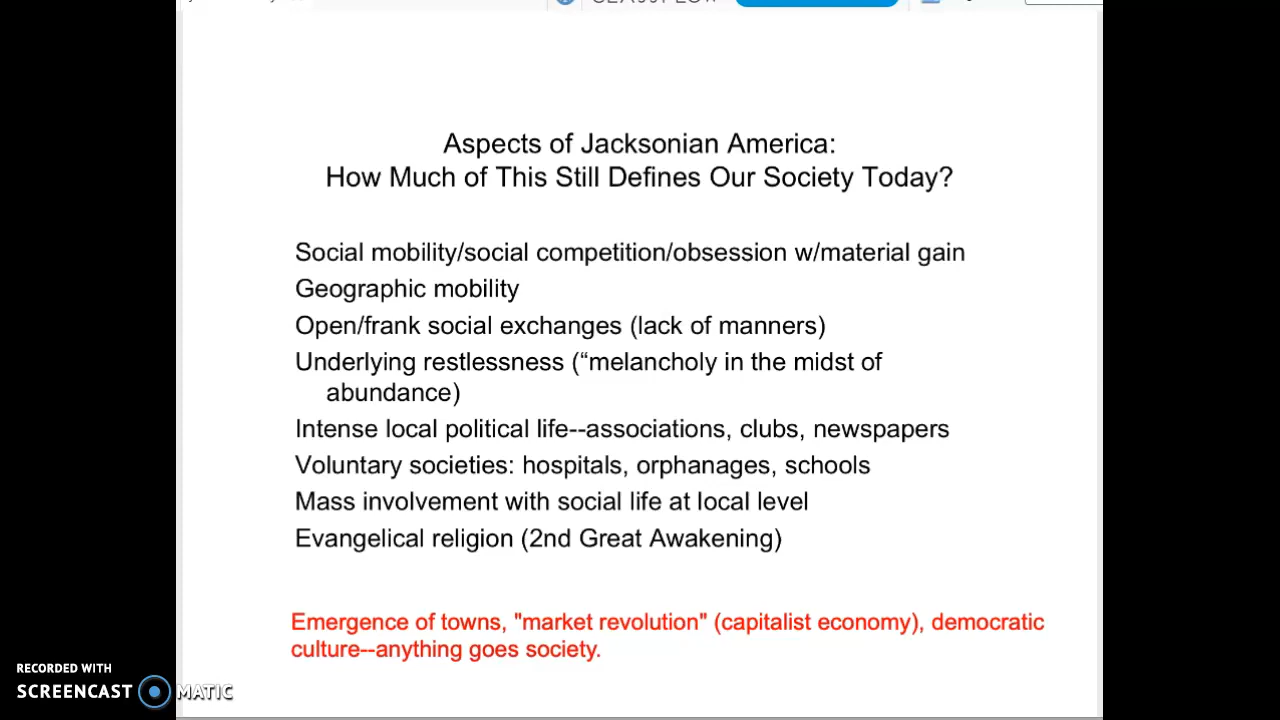 Aspects of Jacksonian America:
How Much of This Still Defines Our Society Today?
Social mobility/social competition/obsession w/material gain
Geographic mobility
Open/frank social exchanges (lack of manners)
Underlying restlessness (“melancholy in the midst of
abundance)
Intense local political life--associations, clubs, newspapers
Voluntary societies: hospitals, orphanages, schools
Mass involvement with social life at local level
Evangelical religion (2nd Great Awakening)
Emergence of towns, "market revolution" (capitalist economy), democratic
culture--anything goes society.
RECORDED WITH
SCREENCAST MATIC